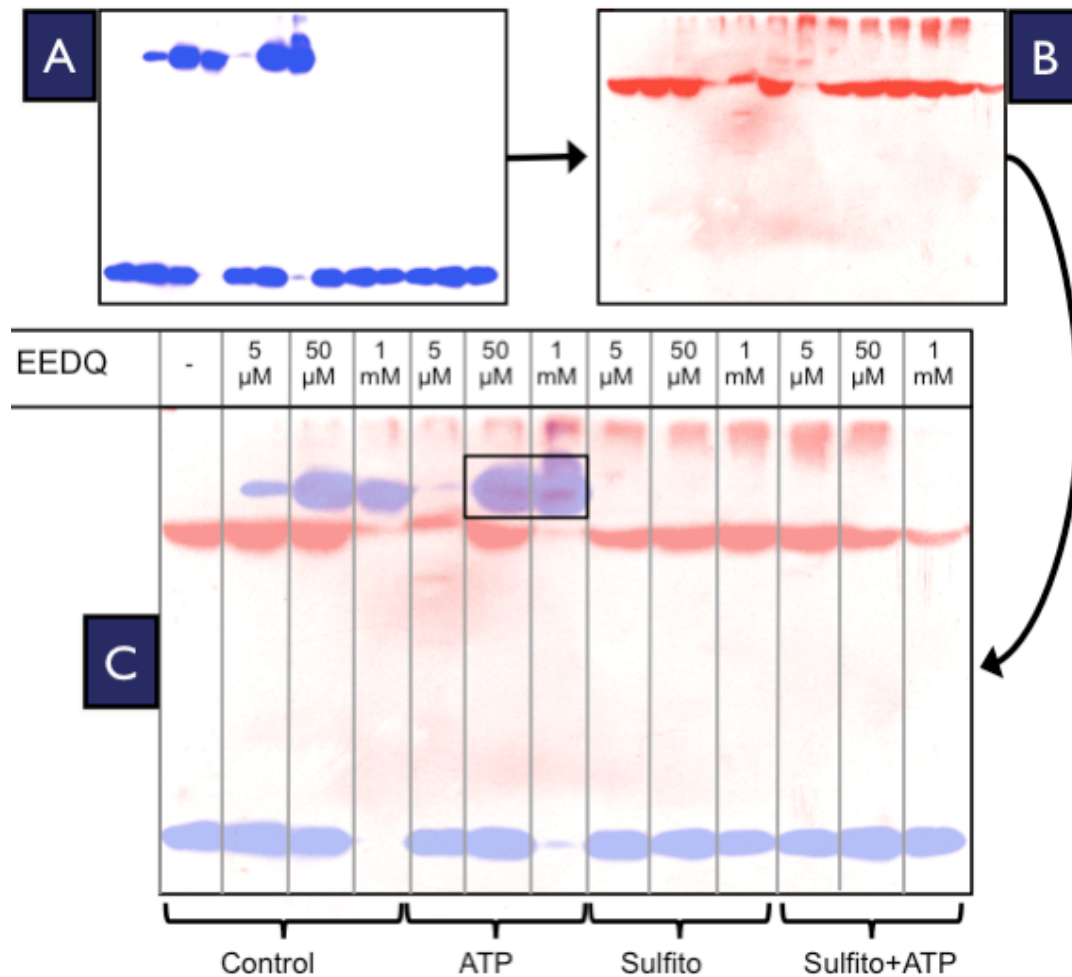 A
B
EEDQ - 5 µM 50 µM 1 mM 5 µM 50 µM 1 mM 5 µM 50 µM 1 mM 5 µM 50 µM 1 mM
C
Control ATP Sulfito Sulfito+ATP